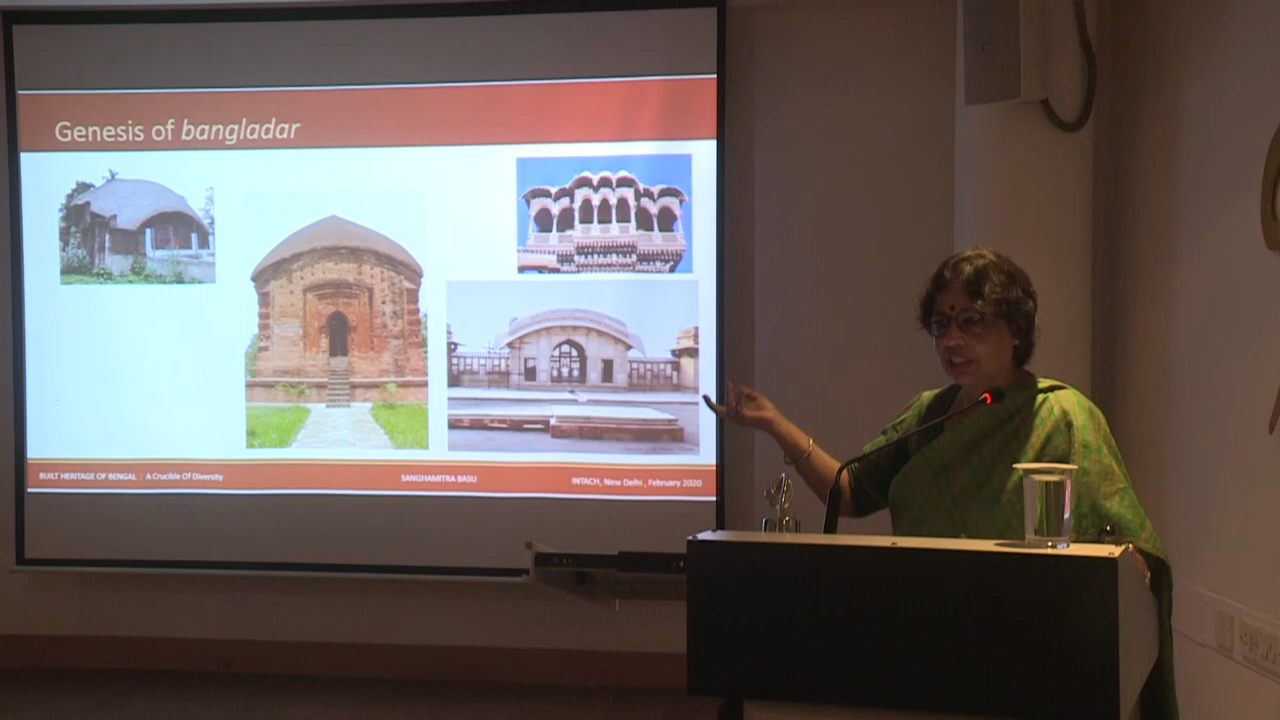 Genesis of bangladar
BUILT HERITAGE OF BENGAL : A Crucible Of Diversity
SANGHAMITRA BASU
INTACH, New Delhi , February 2020